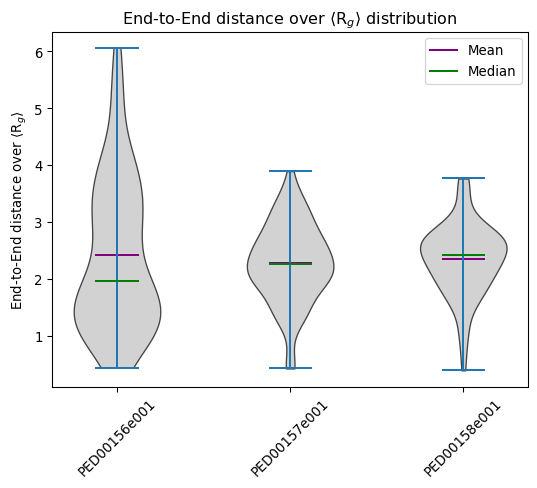 End-to-End distance over ⟨R_g⟩ distribution
End-to-End distance over ⟨R_g⟩
6
5
4
3
2
1
Mean
Median
PED00156e001
PED00157e001
PED00158e001